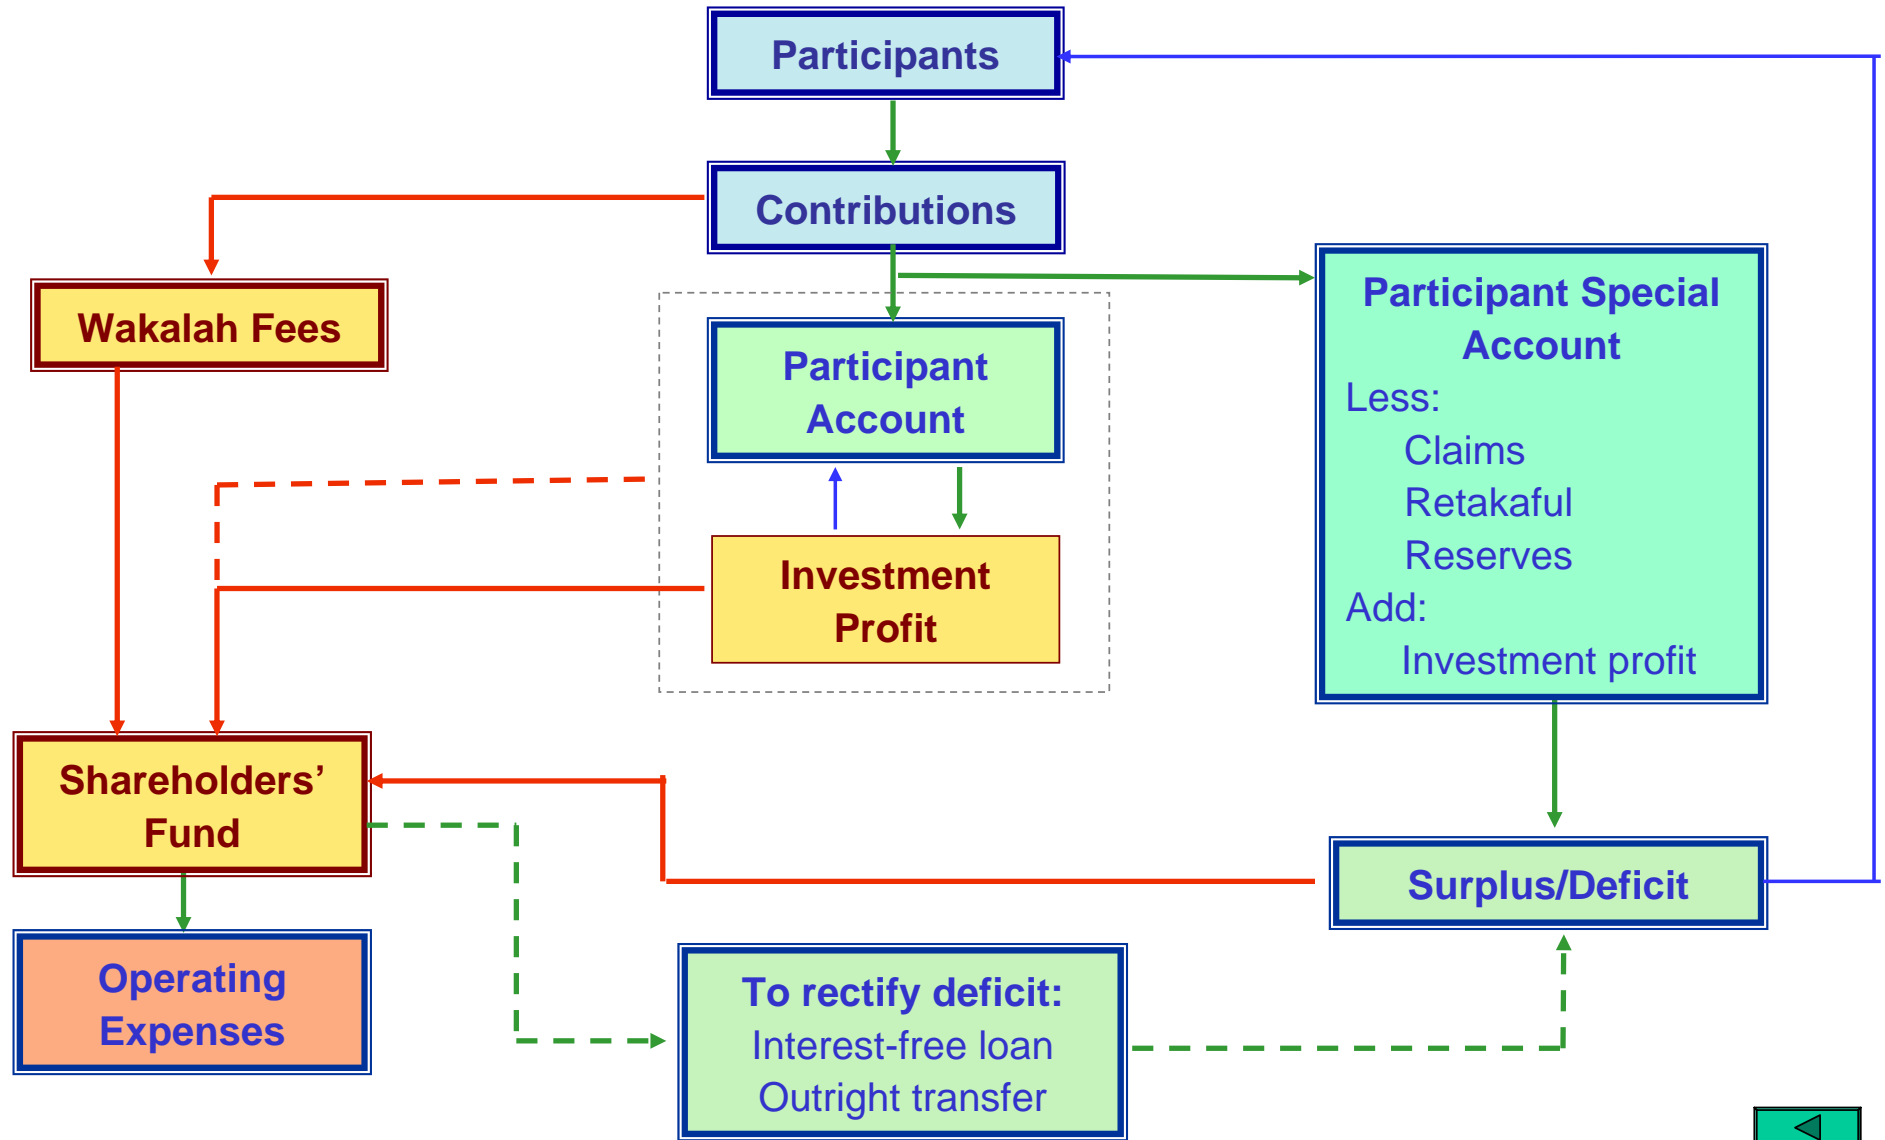 Participants
Contributions
Wakalah Fees
Participant
Account
Investment
Profit
Participant Special
Account
Less:
Claims
Retakaful
Reserves
Add:
Investment profit
Shareholders’
Fund
Surplus/Deficit
Operating
Expenses
To rectify deficit:
Interest-free loan
Outright transfer